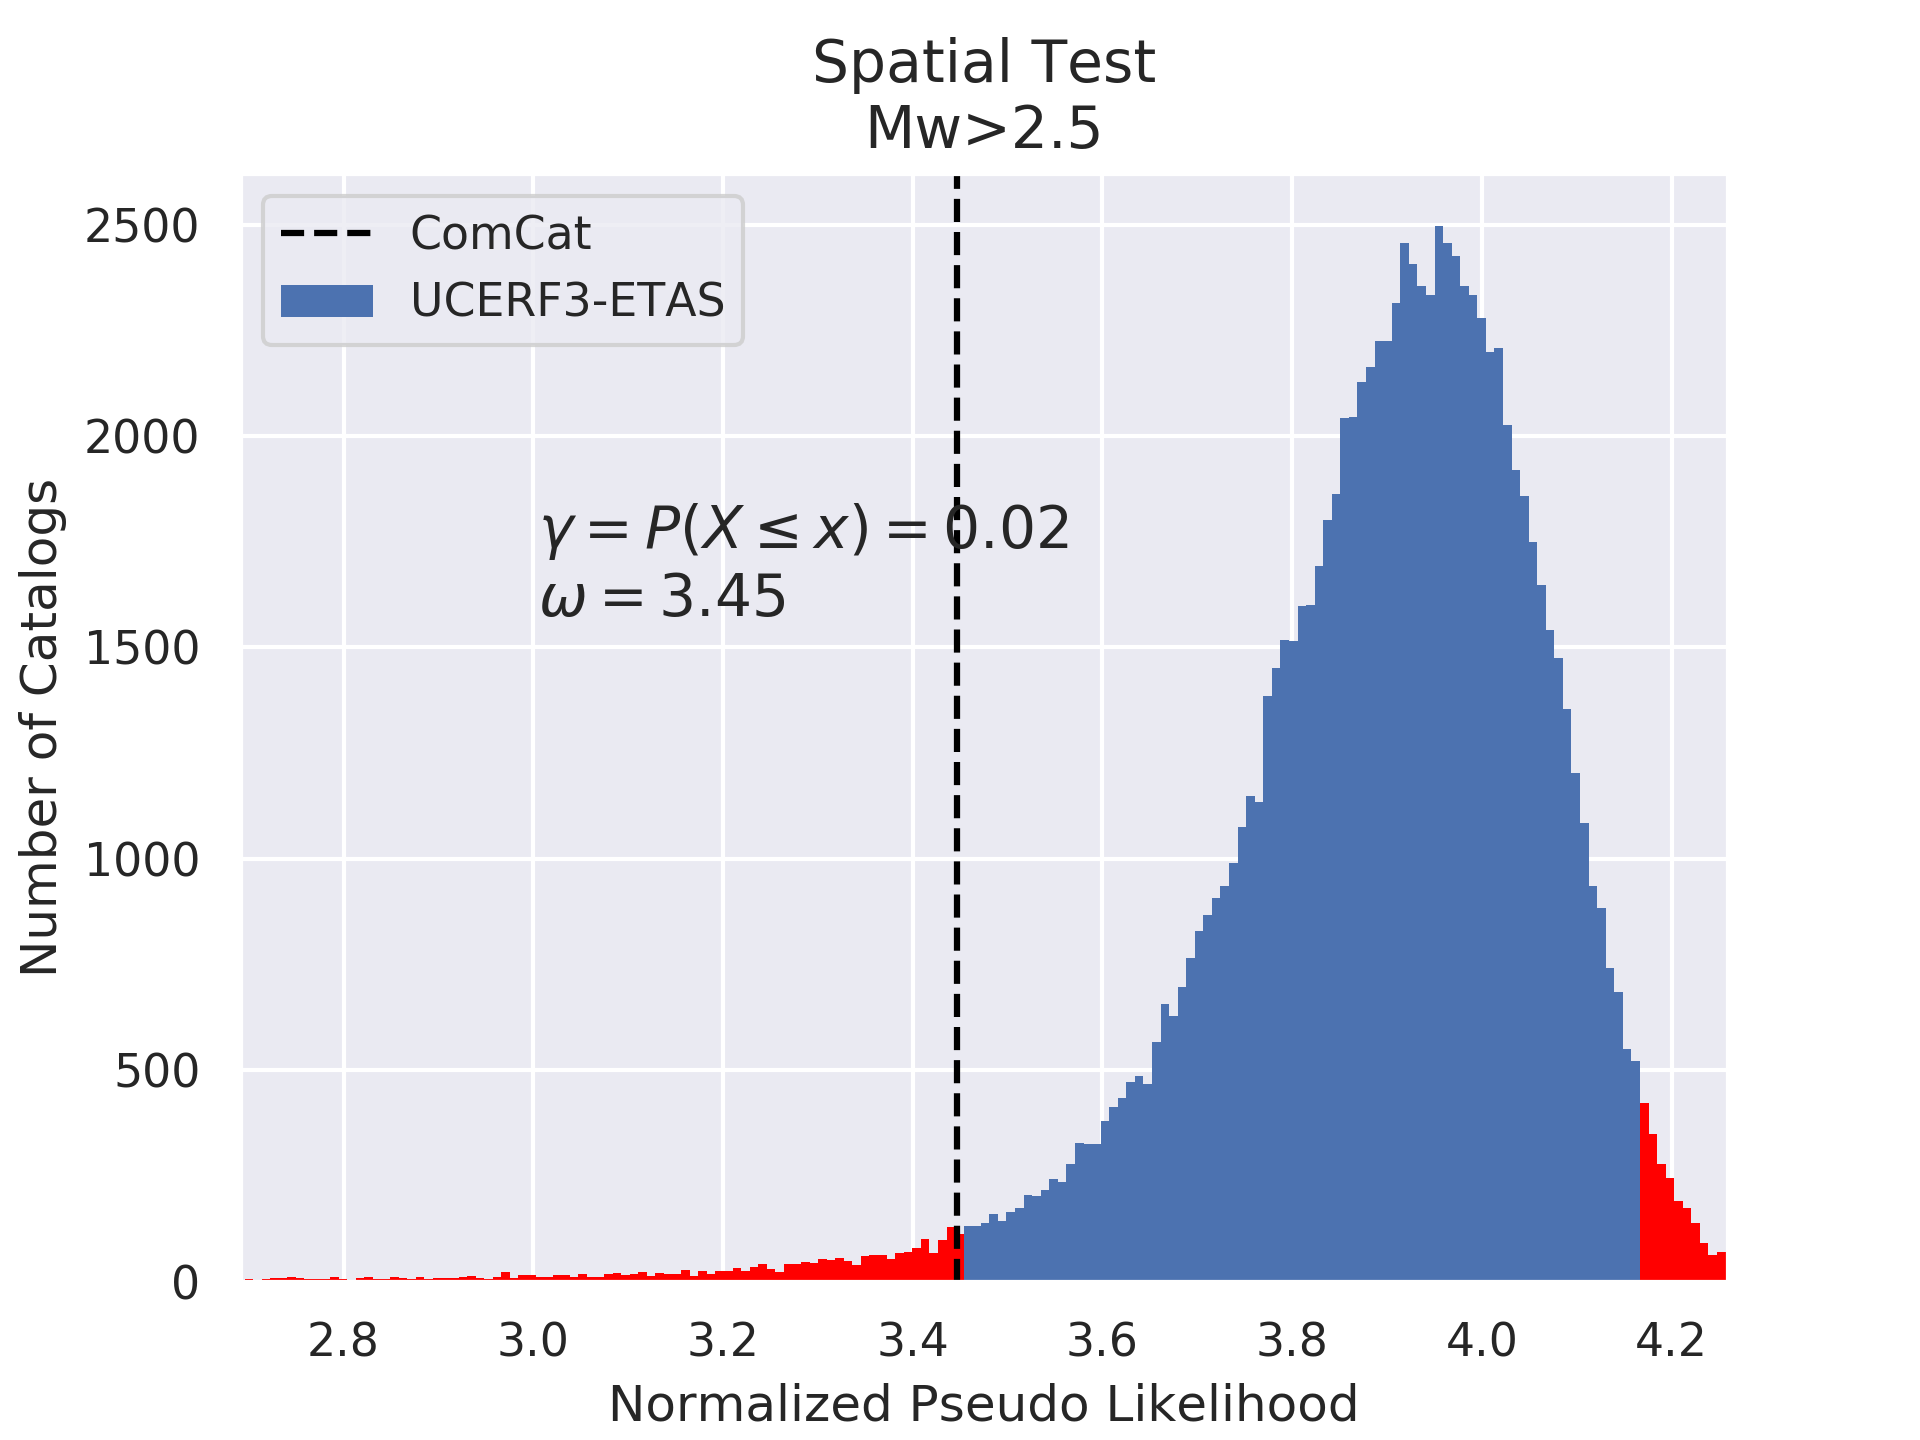 Spatial Test
Mw>2.5
ComCat
UCERF3-ETAS
γ = P(X ≤ x) = 0.02
ω = 3.45
Number of Catalogs
2500
2000
1500
1000
500
0
2.8 3.0 3.2 3.4 3.6 3.8 4.0 4.2
Normalized Pseudo Likelihood